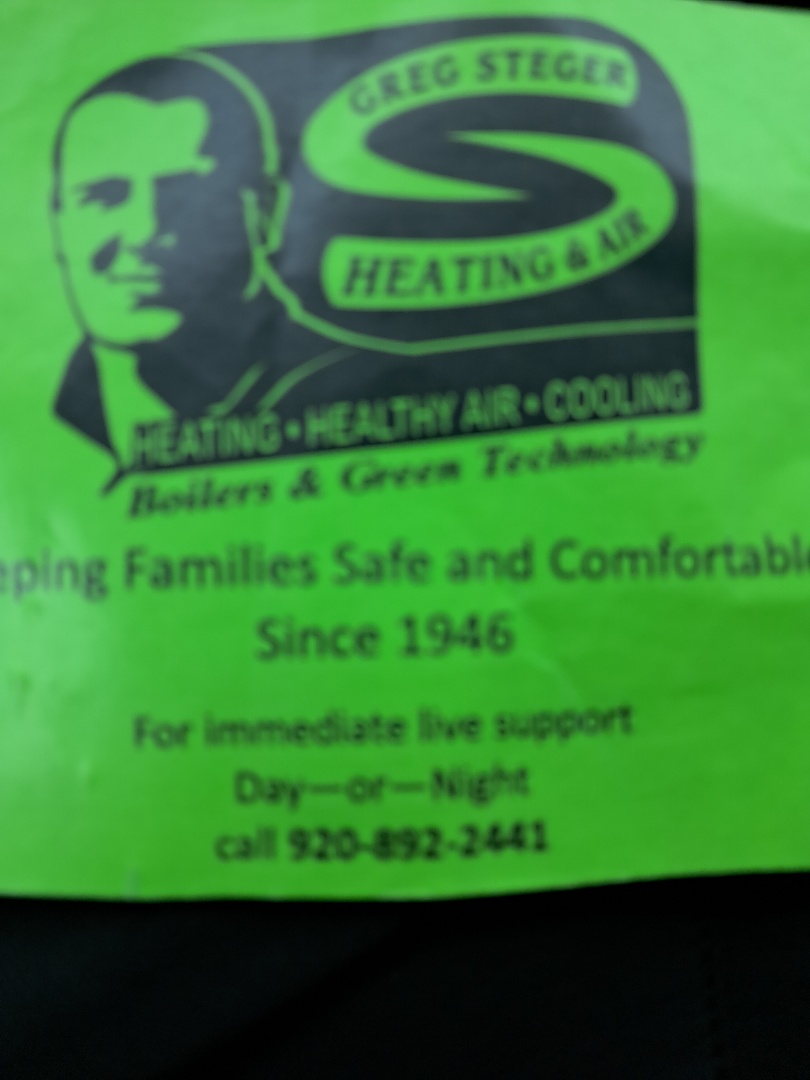 GREG STEGER
HEATING & AIR
HEATING • HEALTHY AIR • COOLING
Boilers & Green Technology
eping Families Safe and Comfortable
Since 1946
For immediate live support
Day—or—Night
call 920-892-2441